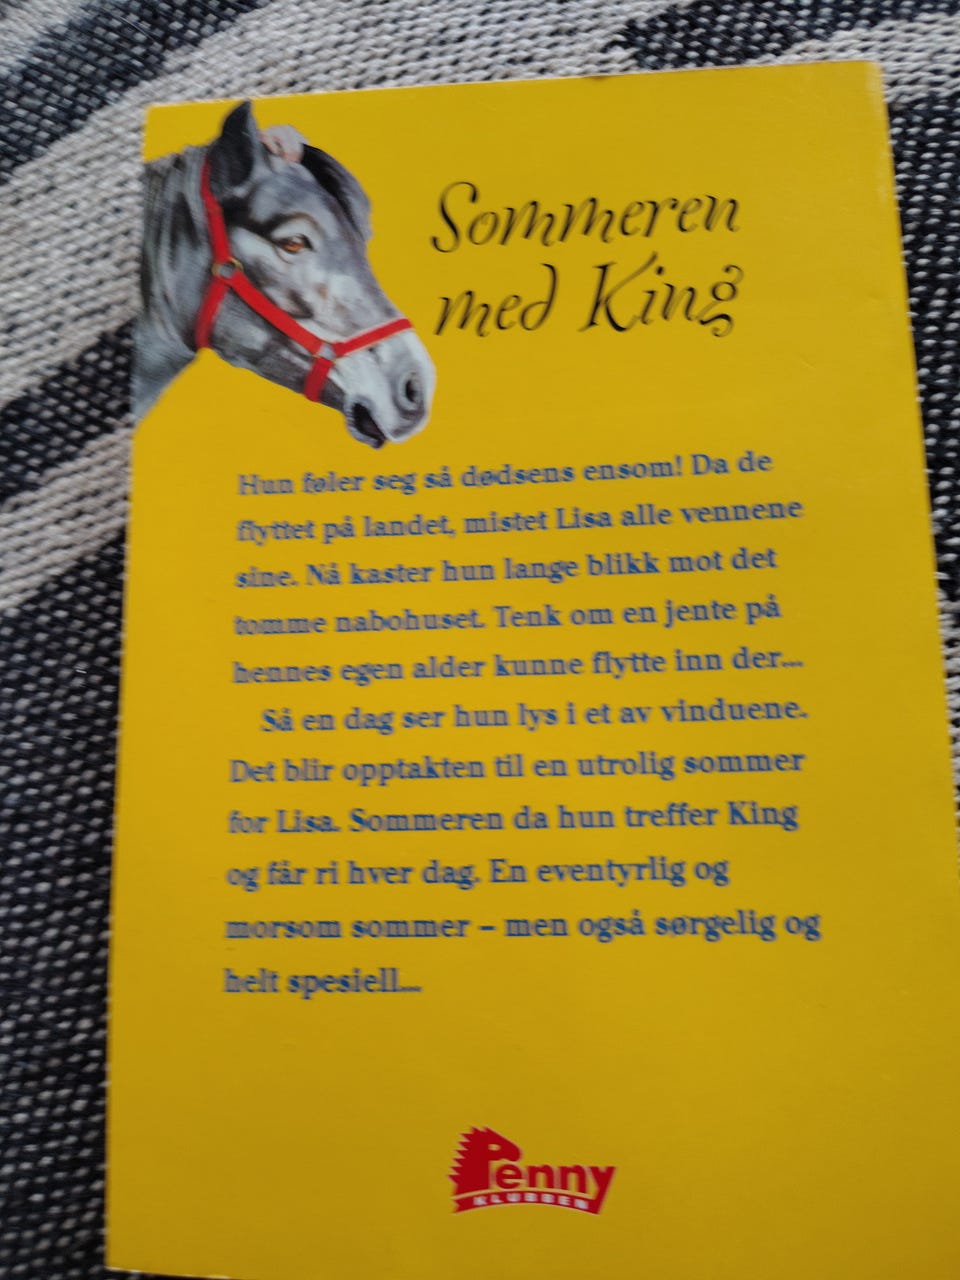 Sommeren
med King
Hun føler seg så dødsens ensom! Da de
flyttet på landet, mistet Lisa alle vennene
sine. Nå kaster hun lange blikk mot det
tomme nabohuset. Tenk om en jente på
hennes egen alder kunne flytte inn der...
Så en dag ser hun lys i et av vinduene.
Det blir opptakten til en utrolig sommer
for Lisa. Sommeren da hun treffer King
og får ri hver dag. En eventyrlig og
morsom sommer – men også sørgelig og
helt spesiell...
Penny
KLUBBEN